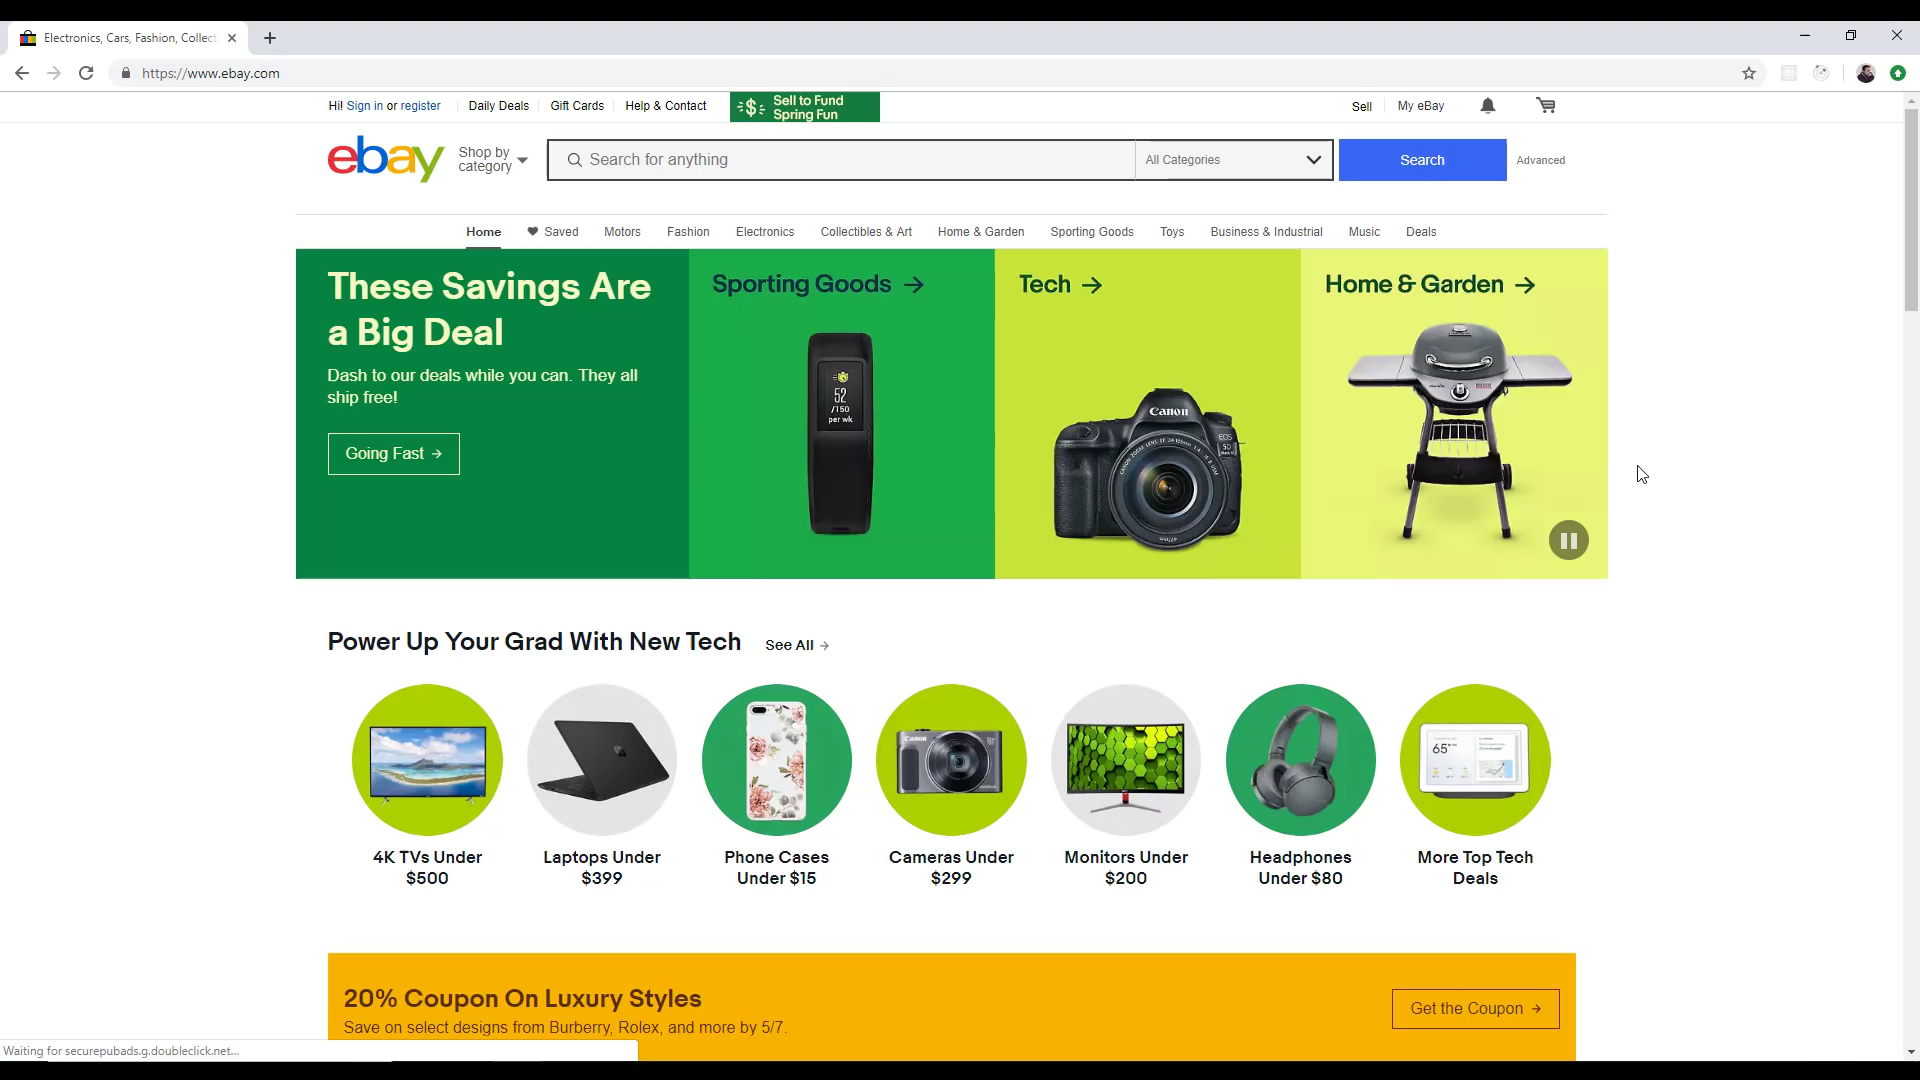 Electronics, Cars, Fashion, Collect
https://www.ebay.com
Hi! Sign in or register
Daily Deals
Gift Cards
Help & Contact
Sell to Fund
Spring Fun
Sell
My eBay
ebay
Shop by
category
Search for anything
All Categories
Search
Advanced
Home
Saved
Motors
Fashion
Electronics
Collectibles & Art
Home & Garden
Sporting Goods
Toys
Business & Industrial
Music
Deals
These Savings Are
a Big Deal
Dash to our deals while you can. They all
ship free!
Going Fast →
Sporting Goods →
52
/150
per wk
Tech →
Canon
EOS
5D
Home & Garden →
Power Up Your Grad With New Tech
See All →
Canon
65°
4K TVs Under
$500
Laptops Under
$399
Phone Cases
Under $15
Cameras Under
$299
Monitors Under
$200
Headphones
Under $80
More Top Tech
Deals
20% Coupon On Luxury Styles
Save on select designs from Burberry, Rolex, and more by 5/7.
Get the Coupon →
Waiting for securepubads.g.doubleclick.net...